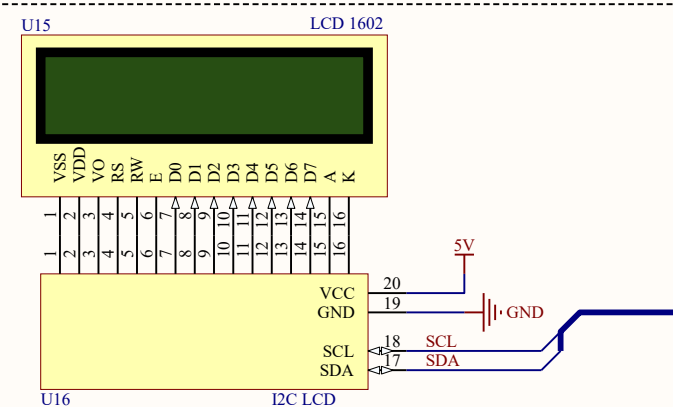 U15 LCD 1602
VSS VDD VO RS RW E D0 D1 D2 D3 D4 D5 D6 D7 A K
1 2 3 4 5 6 7 8 9 10 11 12 13 14 15 16
1 2 3 4 5 6 7 8 9 10 11 12 13 14 15 16
5V
VCC 20
GND 19 GND
SCL 18 SCL
SDA 17 SDA
U16 I2C LCD